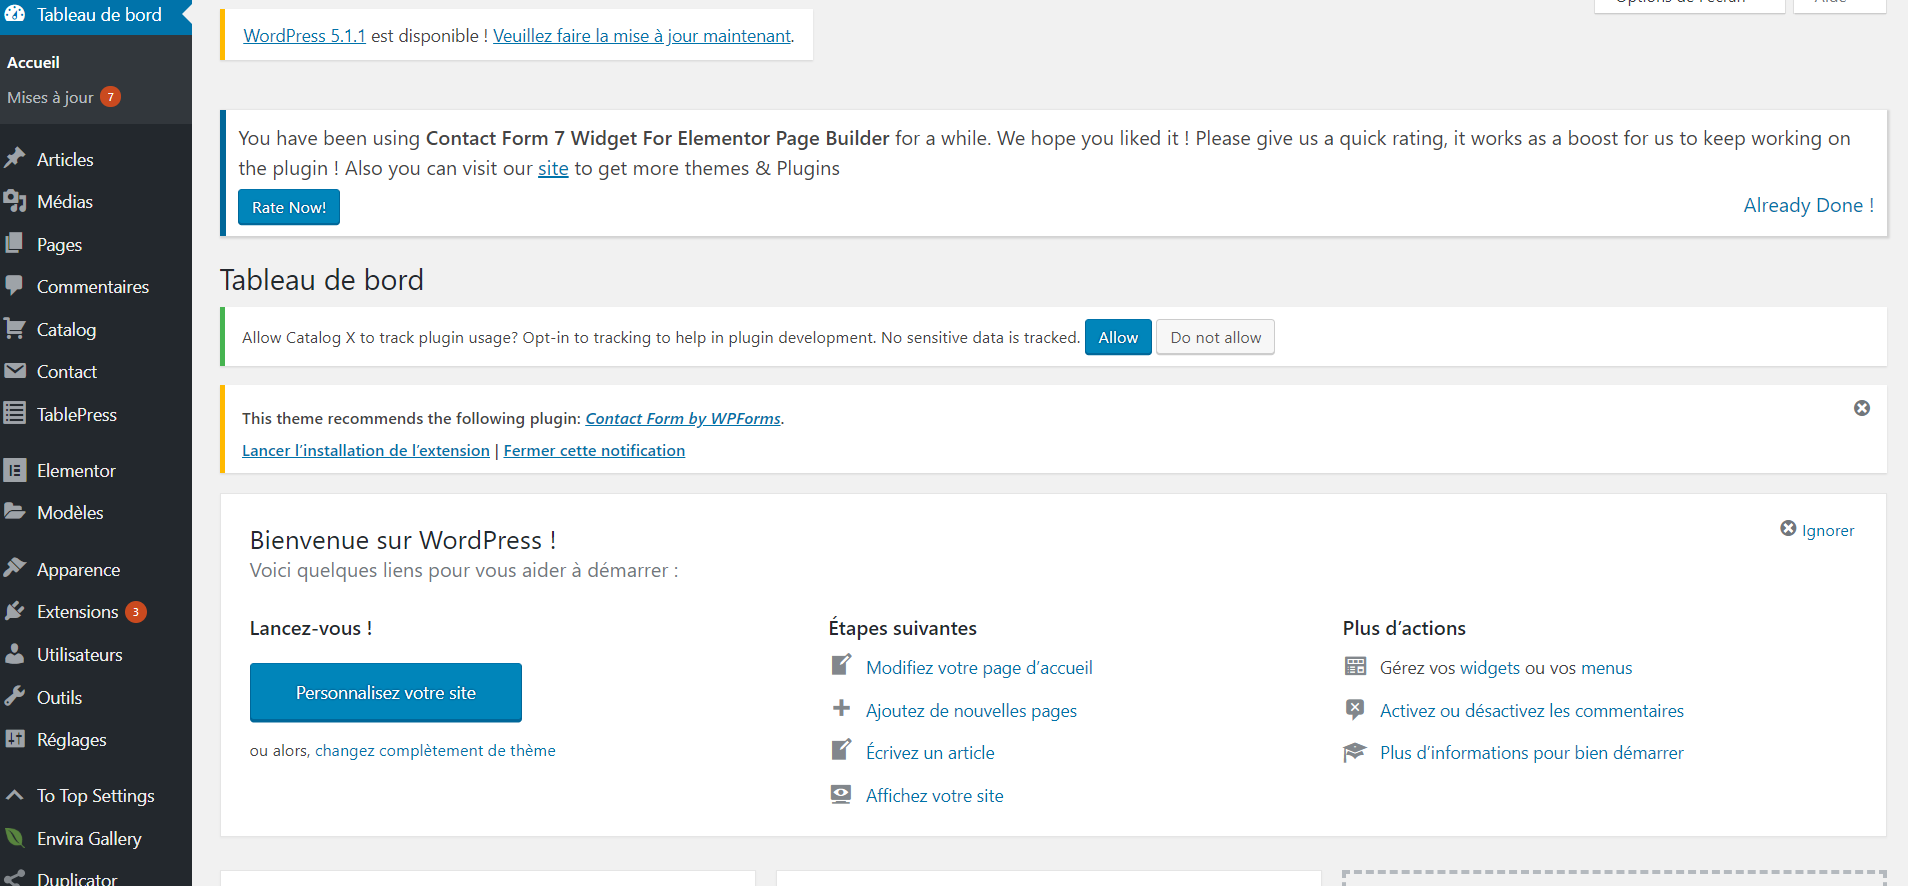 Tableau de bord
Accueil
Mises à jour 7
Articles
Médias
Pages
Commentaires
Catalog
Contact
TablePress
Elementor
Modèles
Apparence
Extensions 3
Utilisateurs
Outils
Réglages
To Top Settings
Envira Gallery
Duplicator
Options de l'écran
Aide
WordPress 5.1.1 est disponible ! Veuillez faire la mise à jour maintenant.
You have been using Contact Form 7 Widget For Elementor Page Builder for a while. We hope you liked it ! Please give us a quick rating, it works as a boost for us to keep working on
the plugin ! Also you can visit our site to get more themes & Plugins
Rate Now!
Already Done !
Tableau de bord
Allow Catalog X to track plugin usage? Opt-in to tracking to help in plugin development. No sensitive data is tracked. Allow Do not allow
This theme recommends the following plugin: Contact Form by WPForms.
Lancer l’installation de l’extension | Fermer cette notification
Bienvenue sur WordPress !
Ignorer
Voici quelques liens pour vous aider à démarrer :
Lancez-vous !
Personnalisez votre site
ou alors, changez complètement de thème
Étapes suivantes
Modifiez votre page d’accueil
Ajoutez de nouvelles pages
Écrivez un article
Affichez votre site
Plus d’actions
Gérez vos widgets ou vos menus
Activez ou désactivez les commentaires
Plus d’informations pour bien démarrer